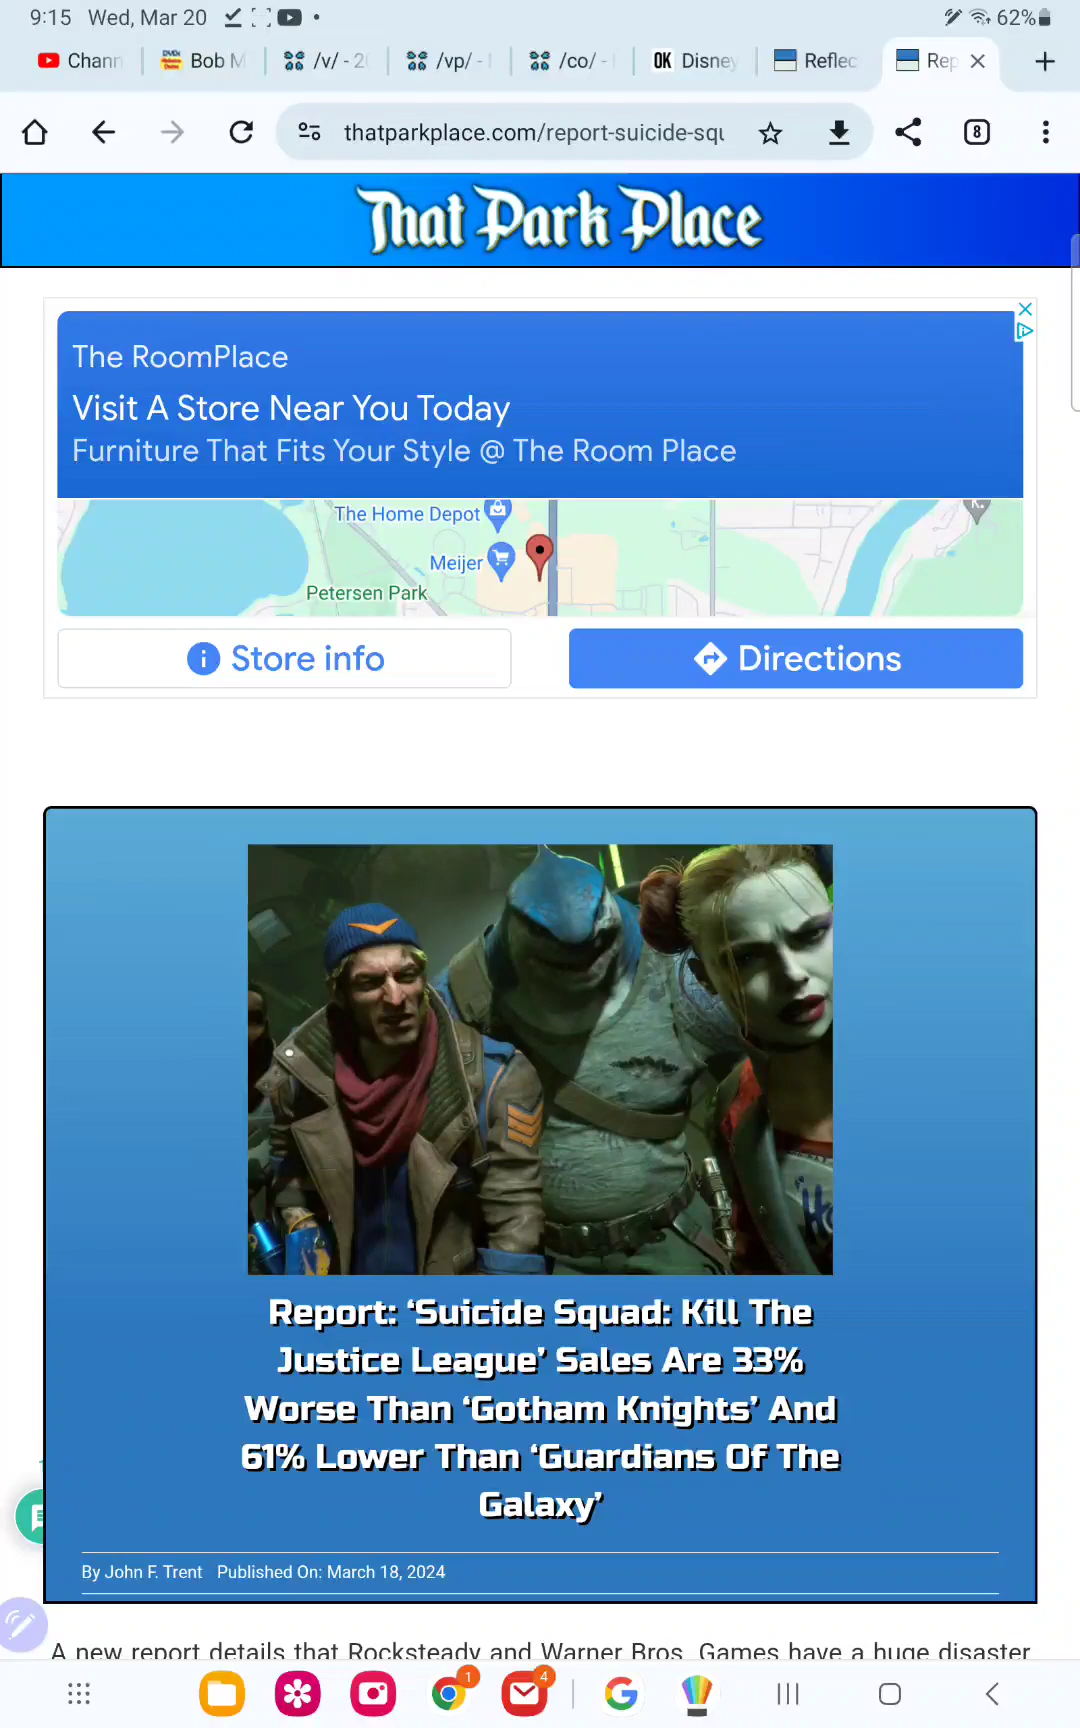 9:15 Wed, Mar 20
62%
Chann
Bob M
/v/ - 2
/vp/ -
/co/ -
OK Disney
Reflec
Rep
thatparkplace.com/report-suicide-squ
8
That Park Place
The RoomPlace
Visit A Store Near You Today
Furniture That Fits Your Style @ The Room Place
The Home Depot
K.
Meijer
Petersen Park
Store info
Directions
Report: ‘Suicide Squad: Kill The
Justice League’ Sales Are 33%
Worse Than ‘Gotham Knights’ And
61% Lower Than ‘Guardians Of The
Galaxy’
By John F. Trent Published On: March 18, 2024
A new report details that Rocksteady and Warner Bros. Games have a huge disaster
1
4